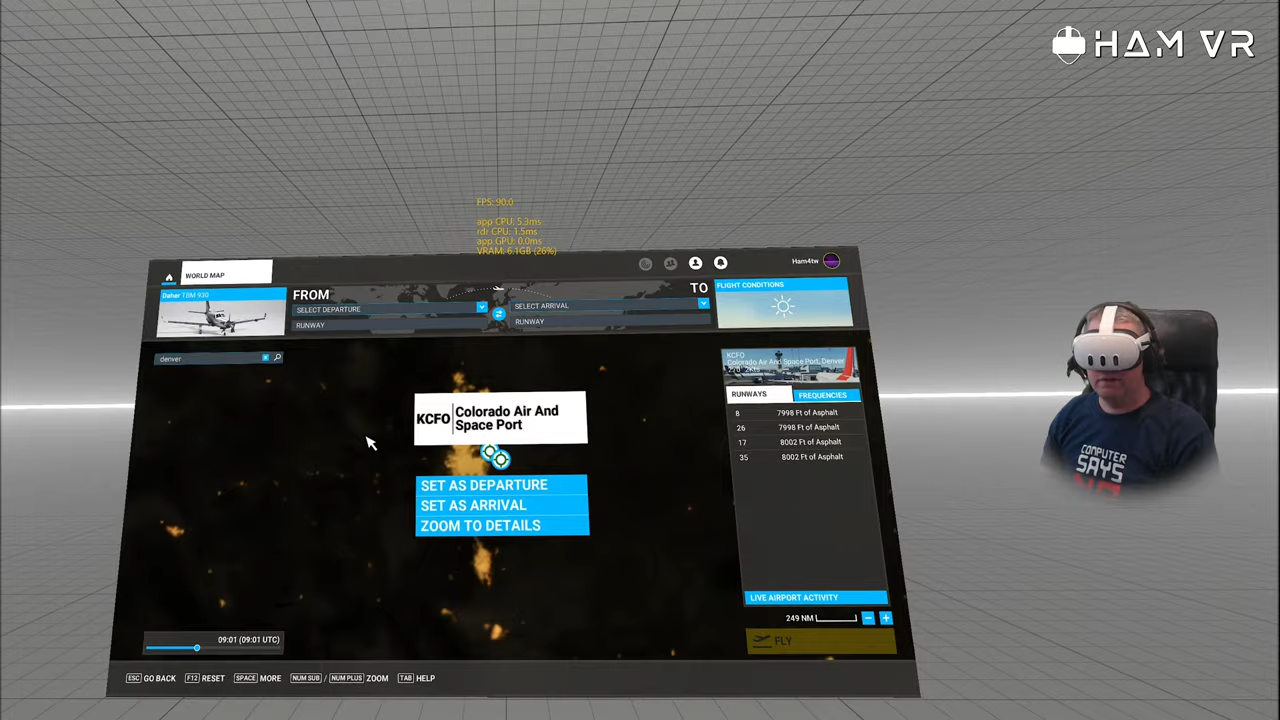 HAM VR
FPS: 90.0
app CPU: 5.3ms
rdr CPU: 1.5ms
app GPU: 0.0ms
VRAM: 6.1GB (26%)
WORLD MAP
Ham4tw
Daher TBM 930
FROM
TO
SELECT DEPARTURE
SELECT ARRIVAL
RUNWAY
RUNWAY
FLIGHT CONDITIONS
denver
KCFO
Colorado Air And Space Port, Denver
KCFO
Colorado Air And
Space Port
SET AS DEPARTURE
SET AS ARRIVAL
ZOOM TO DETAILS
RUNWAYS
FREQUENCIES
8 7998 Ft of Asphalt
26 7998 Ft of Asphalt
17 8002 Ft of Asphalt
35 8002 Ft of Asphalt
LIVE AIRPORT ACTIVITY
249 NM
FLY
09:01 (09:01 UTC)
ESC GO BACK F12 RESET SPACE MORE NUM SUB / NUM PLUS ZOOM TAB HELP
COMPUTER
SAYS
NO